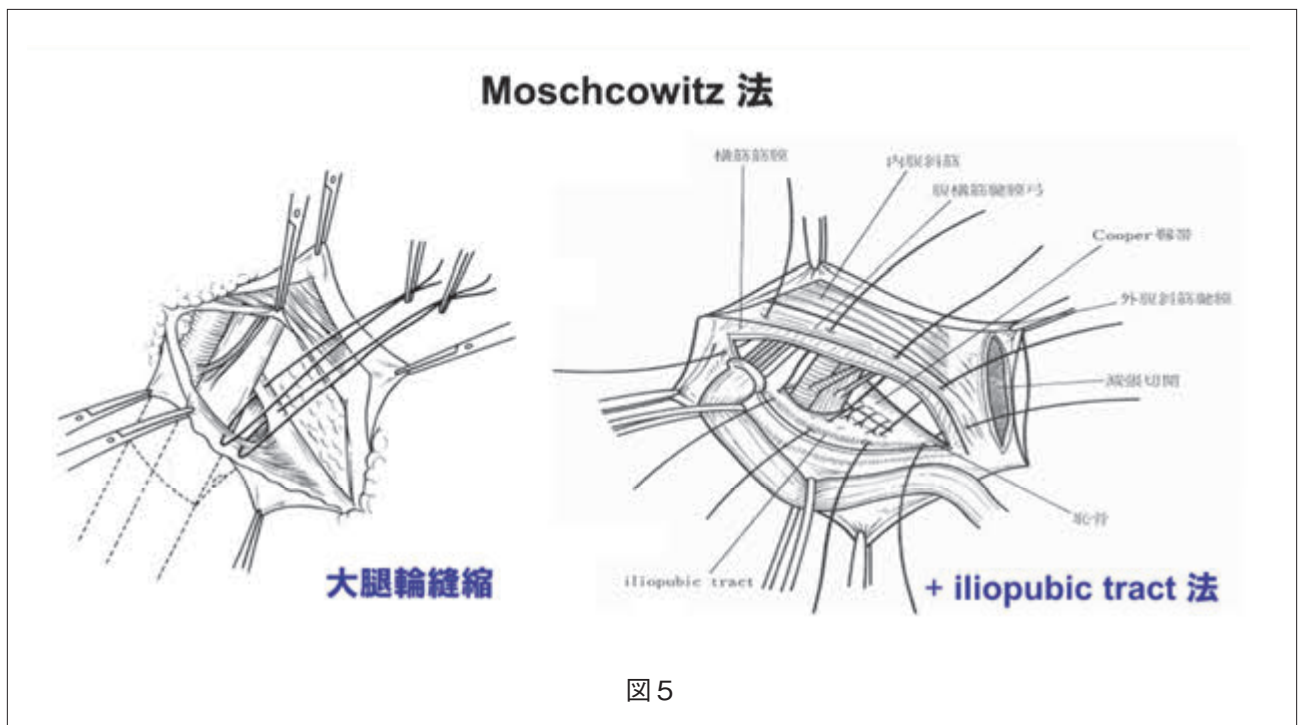 Moschcowitz 法
横筋筋膜
内腹斜筋
腹横筋腱膜弓
Cooper 靱帯
外腹斜筋腱膜
減張切開
恥骨
iliopubic tract
大腿輪縫縮
+ iliopubic tract 法
図5